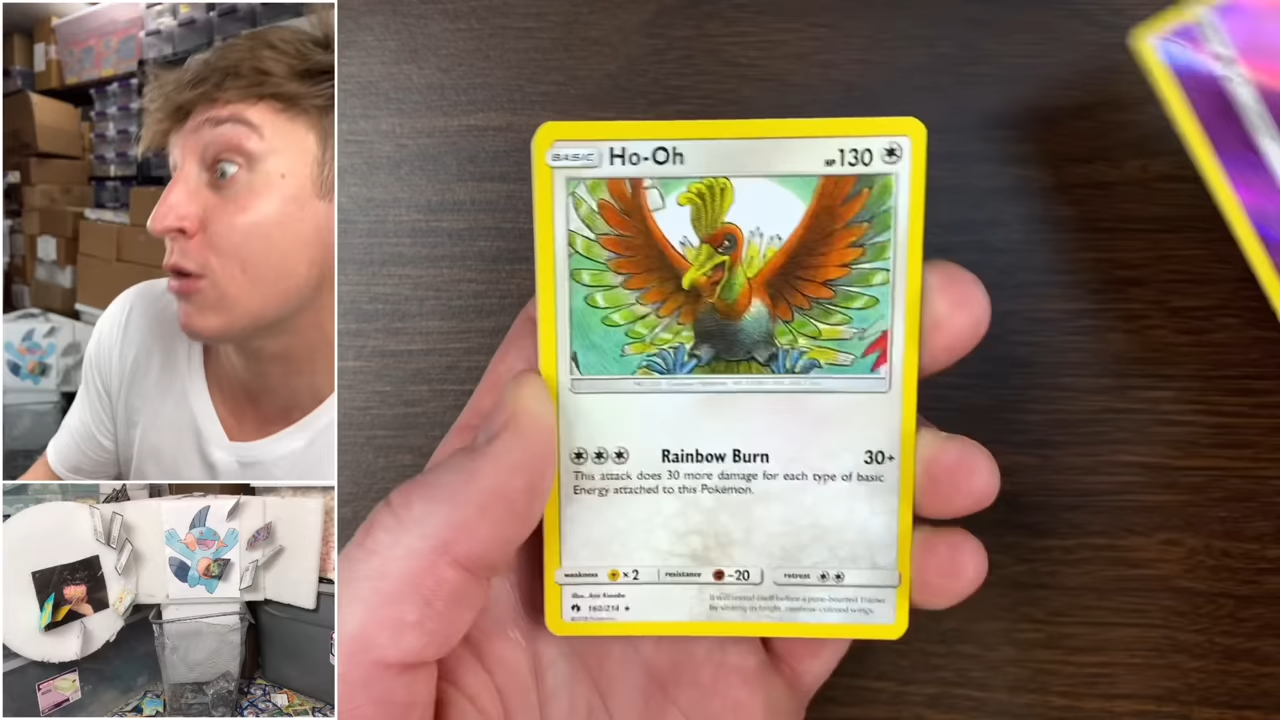 BASIC Ho-Oh HP 130
Rainbow Burn 30+
This attack does 30 more damage for each type of basic
Energy attached to this Pokémon.
weakness ×2 resistance -20 retreat
160/214